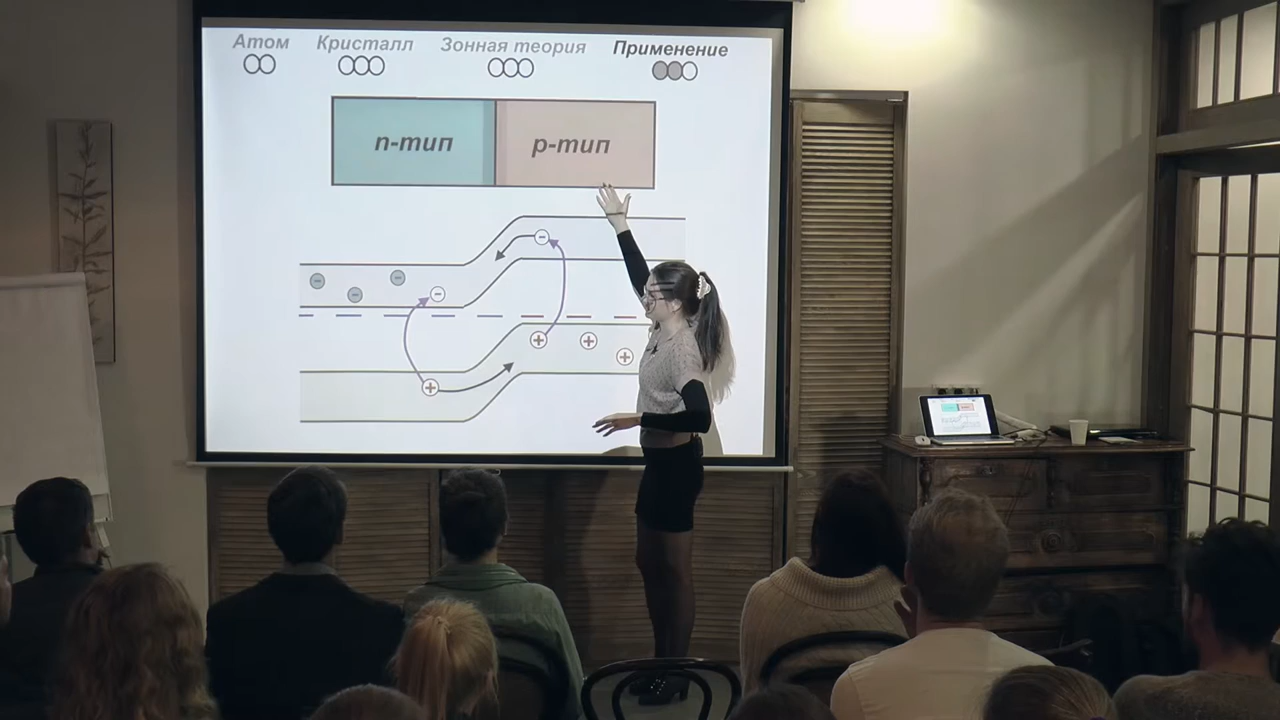 Атом Кристалл Зонная теория Применение
n-тип p-тип
− − − − −
+ + + +